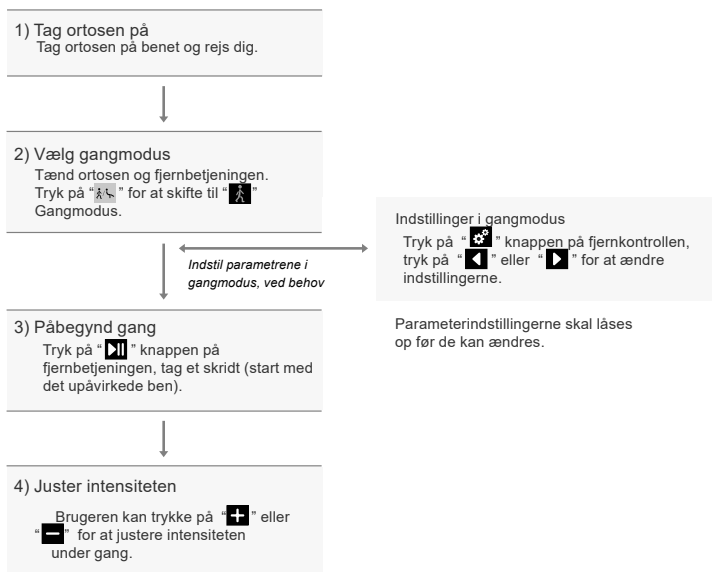 1) Tag ortosen på
Tag ortosen på benet og rejs dig.
2) Vælg gangmodus
Tænd ortosen og fjernbetjeningen.
Tryk på “ ” for at skifte til “ ”
Gangmodus.
Indstil parametrene i
gangmodus, ved behov
Indstillinger i gangmodus
Tryk på “ ” knappen på fjernkontrollen,
tryk på “ ” eller “ ” for at ændre
indstillingerne.
Parameterindstillingerne skal låses
op før de kan ændres.
3) Påbegynd gang
Tryk på “ ” knappen på
fjernbetjeningen, tag et skridt (start med
det upåvirkede ben).
4) Juster intensiteten
Brugeren kan trykke på “+” eller
“−” for at justere intensiteten
under gang.